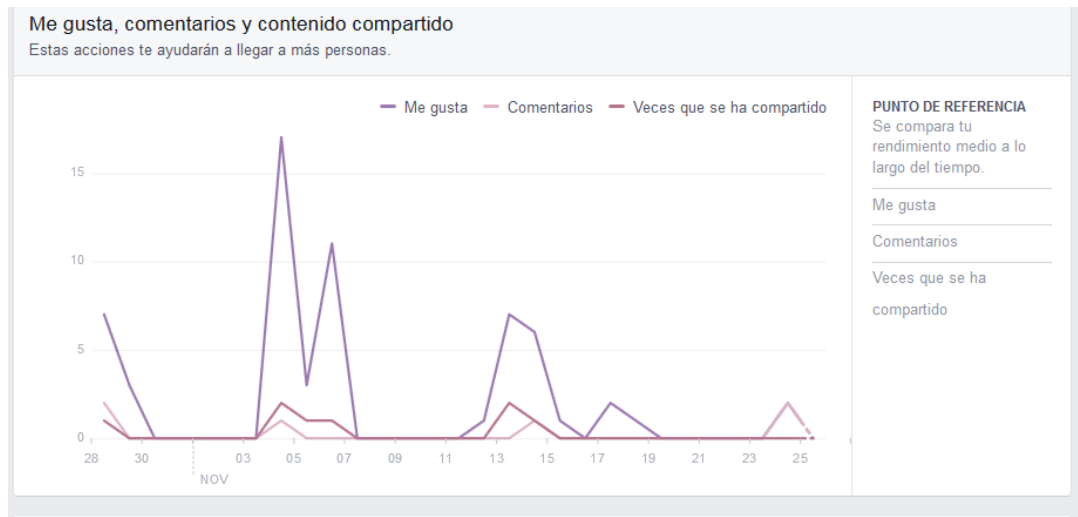 Me gusta, comentarios y contenido compartido
Estas acciones te ayudarán a llegar a más personas.
Me gusta Comentarios Veces que se ha compartido
15
10
5
0
28 30 03 05 07 09 11 13 15 17 19 21 23 25
NOV
PUNTO DE REFERENCIA
Se compara tu
rendimiento medio a lo
largo del tiempo.
Me gusta
Comentarios
Veces que se ha
compartido